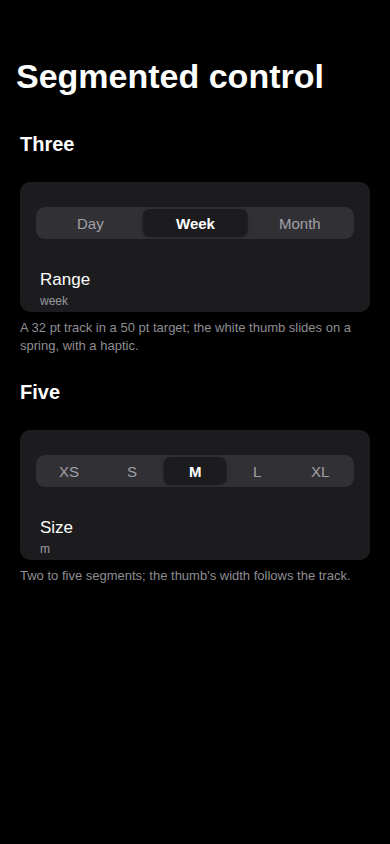 Segmented control
Three
Day Week Month
Range
week
A 32 pt track in a 50 pt target; the white thumb slides on a
spring, with a haptic.
Five
XS S M L XL
Size
m
Two to five segments; the thumb's width follows the track.